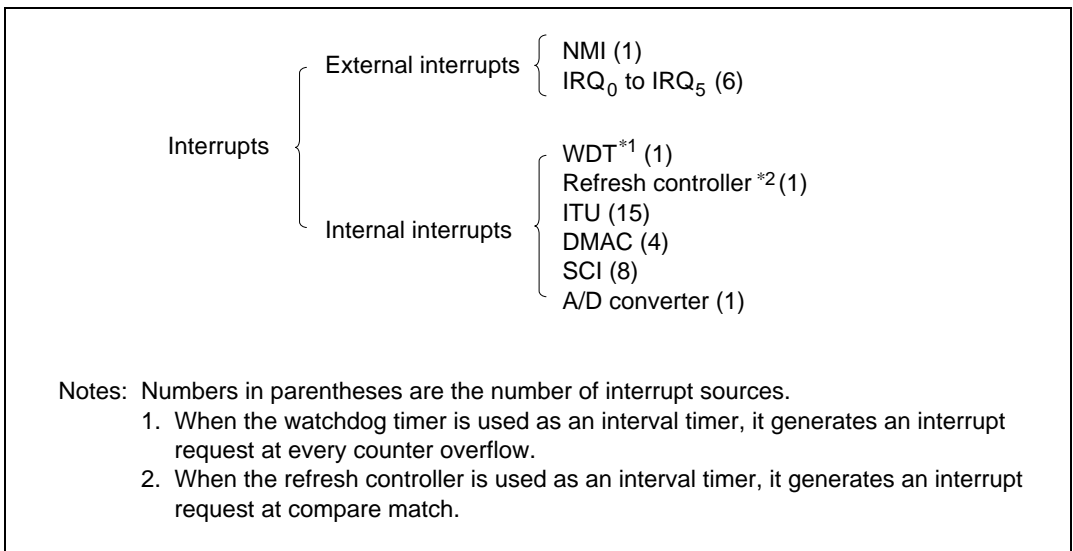 External interrupts
NMI (1)
IRQ0 to IRQ5 (6)
Interrupts
Internal interrupts
WDT*1 (1)
Refresh controller *2 (1)
ITU (15)
DMAC (4)
SCI (8)
A/D converter (1)
Notes: Numbers in parentheses are the number of interrupt sources.
1. When the watchdog timer is used as an interval timer, it generates an interrupt
request at every counter overflow.
2. When the refresh controller is used as an interval timer, it generates an interrupt
request at compare match.